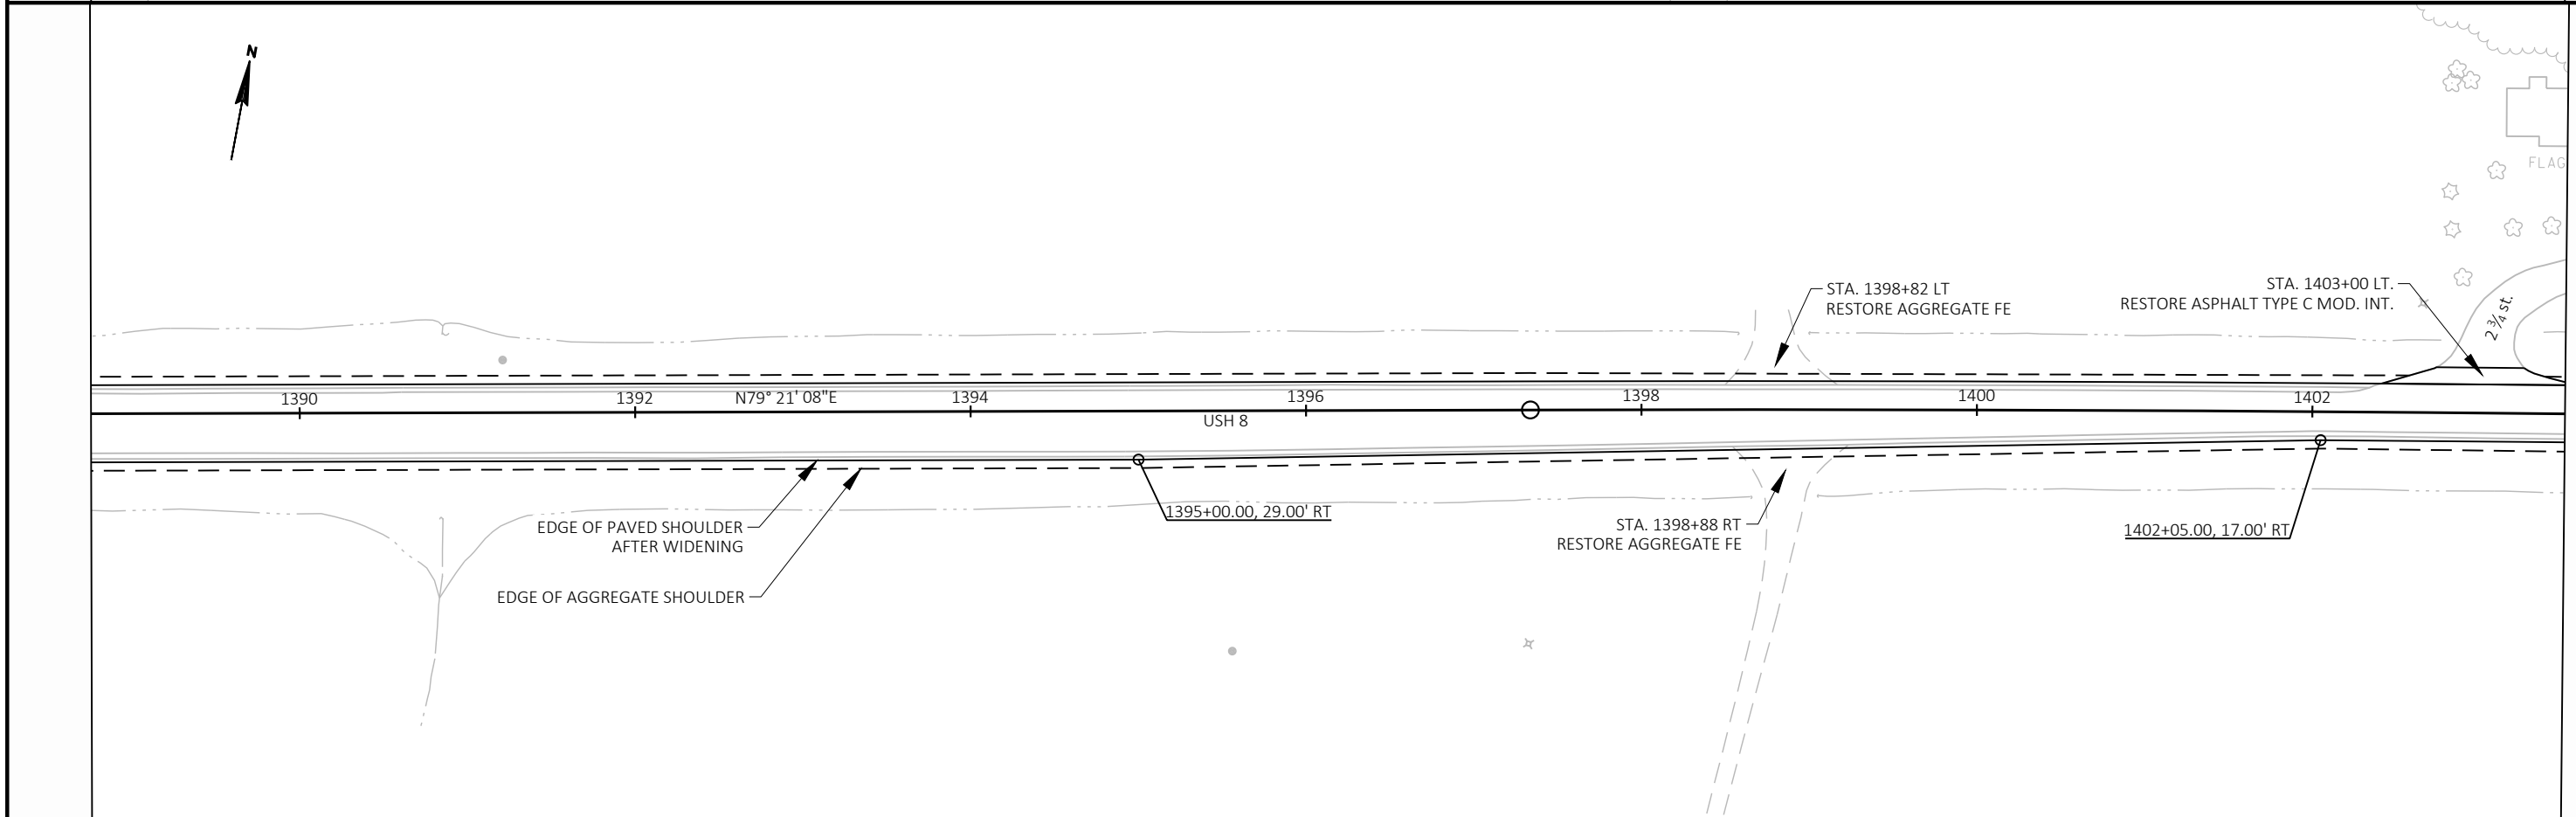 N
FLAG
STA. 1398+82 LT
RESTORE AGGREGATE FE
STA. 1403+00 LT.
RESTORE ASPHALT TYPE C MOD. INT.
2 ¾ st.
1390
1392
N79° 21' 08"E
1394
1396
1398
1400
1402
USH 8
1395+00.00, 29.00' RT
EDGE OF PAVED SHOULDER
AFTER WIDENING
STA. 1398+88 RT
RESTORE AGGREGATE FE
1402+05.00, 17.00' RT
EDGE OF AGGREGATE SHOULDER